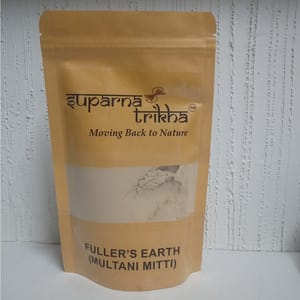 suparna
trikha
Moving Back to Nature
FULLER'S EARTH
(MULTANI MITTI)